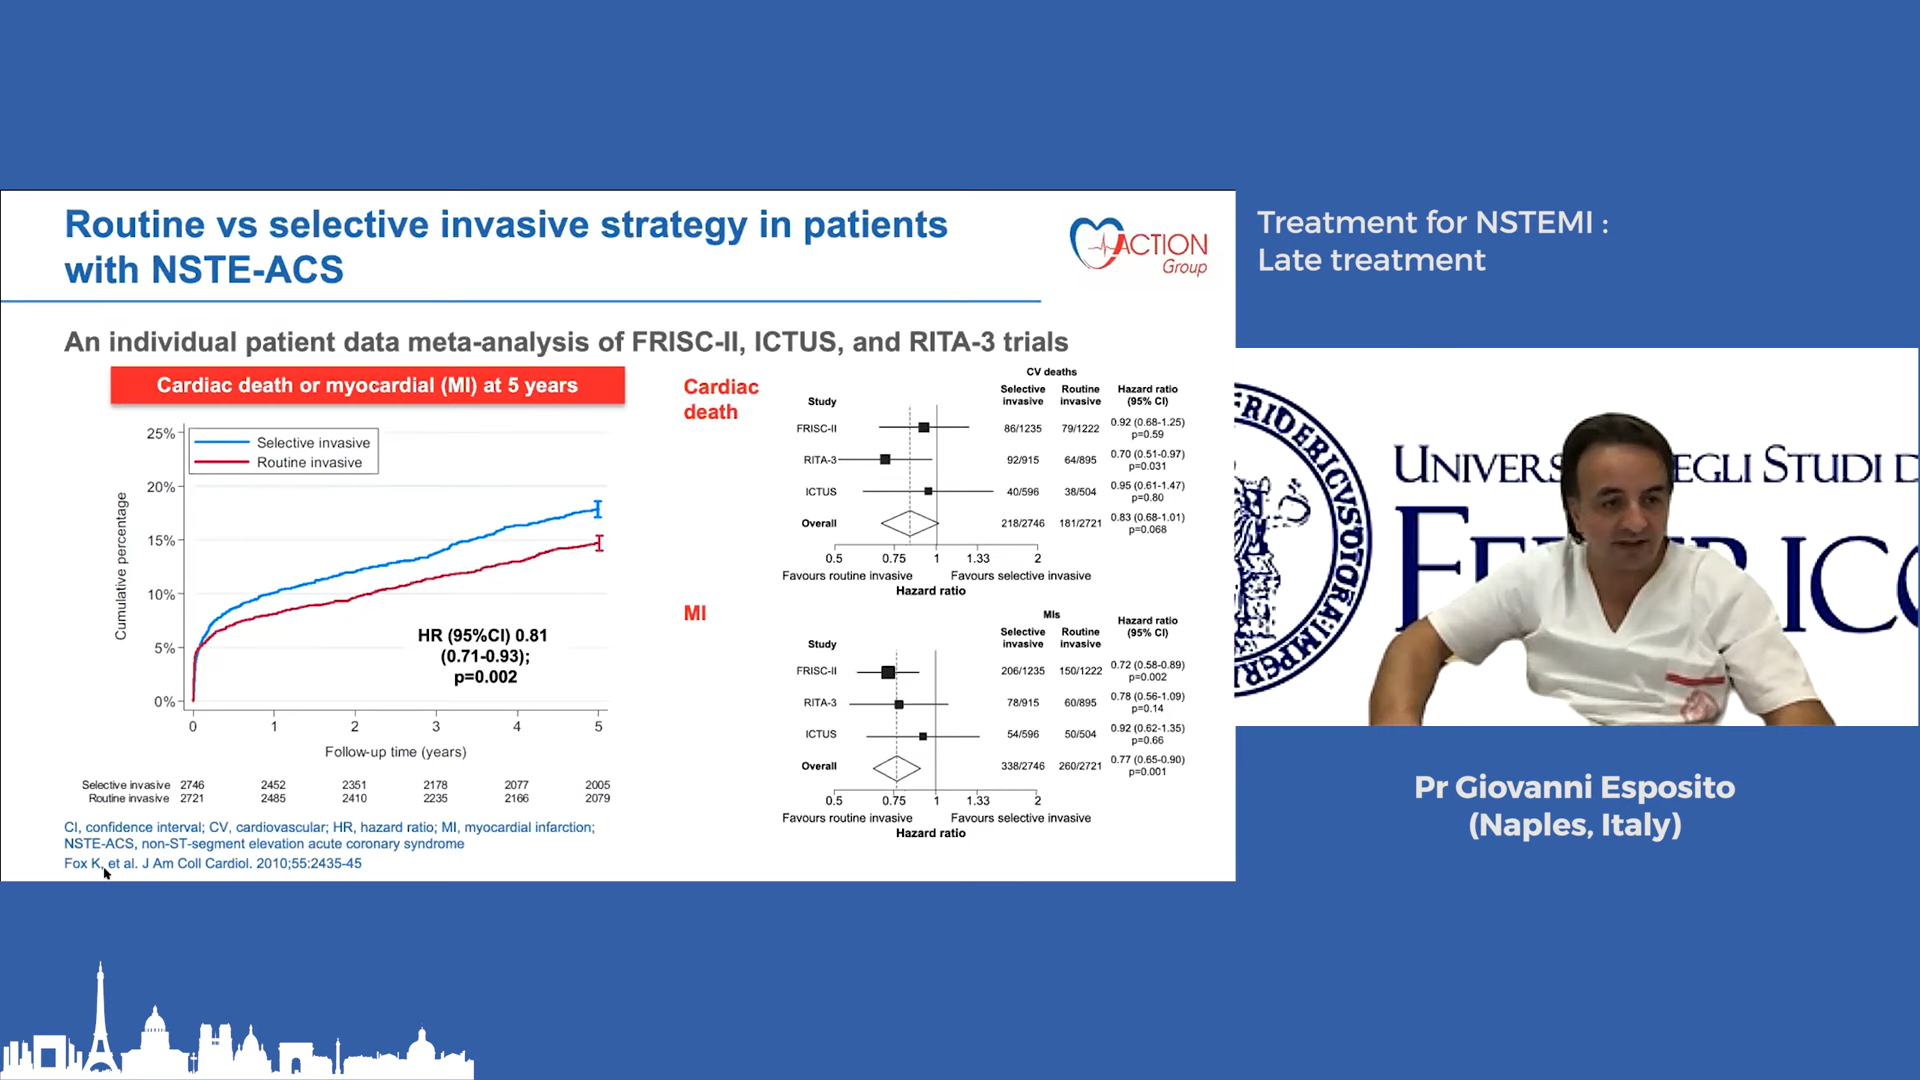 Routine vs selective invasive strategy in patients
with NSTE-ACS
ACTION
Group
An individual patient data meta-analysis of FRISC-II, ICTUS, and RITA-3 trials
Cardiac death or myocardial (MI) at 5 years
25%
20%
15%
10%
5%
0%
Cumulative percentage
Selective invasive
Routine invasive
HR (95%CI) 0.81
(0.71-0.93);
p=0.002
0 1 2 3 4 5
Follow-up time (years)
Selective invasive 2746 2452 2351 2178 2077 2005
Routine invasive 2721 2485 2410 2235 2166 2079
Cardiac
death
CV deaths
Study Selective invasive Routine invasive Hazard ratio (95% CI)
FRISC-II 86/1235 79/1222 0.92 (0.68-1.25) p=0.59
RITA-3 92/915 64/895 0.70 (0.51-0.97) p=0.031
ICTUS 40/596 38/504 0.95 (0.61-1.47) p=0.80
Overall 218/2746 181/2721 0.83 (0.68-1.01) p=0.068
0.5 0.75 1 1.33 2
Favours routine invasive Favours selective invasive
Hazard ratio
MI
MIs
Study Selective invasive Routine invasive Hazard ratio (95% CI)
FRISC-II 206/1235 150/1222 0.72 (0.58-0.89) p=0.002
RITA-3 78/915 60/895 0.78 (0.56-1.09) p=0.14
ICTUS 54/596 50/504 0.92 (0.62-1.35) p=0.66
Overall 338/2746 260/2721 0.77 (0.65-0.90) p=0.001
0.5 0.75 1 1.33 2
Favours routine invasive Favours selective invasive
Hazard ratio
CI, confidence interval; CV, cardiovascular; HR, hazard ratio; MI, myocardial infarction;
NSTE-ACS, non-ST-segment elevation acute coronary syndrome
Fox K, et al. J Am Coll Cardiol. 2010;55:2435-45
Treatment for NSTEMI :
Late treatment
UNIVERS EGLI STUDI D
FE ERICO
Pr Giovanni Esposito
(Naples, Italy)